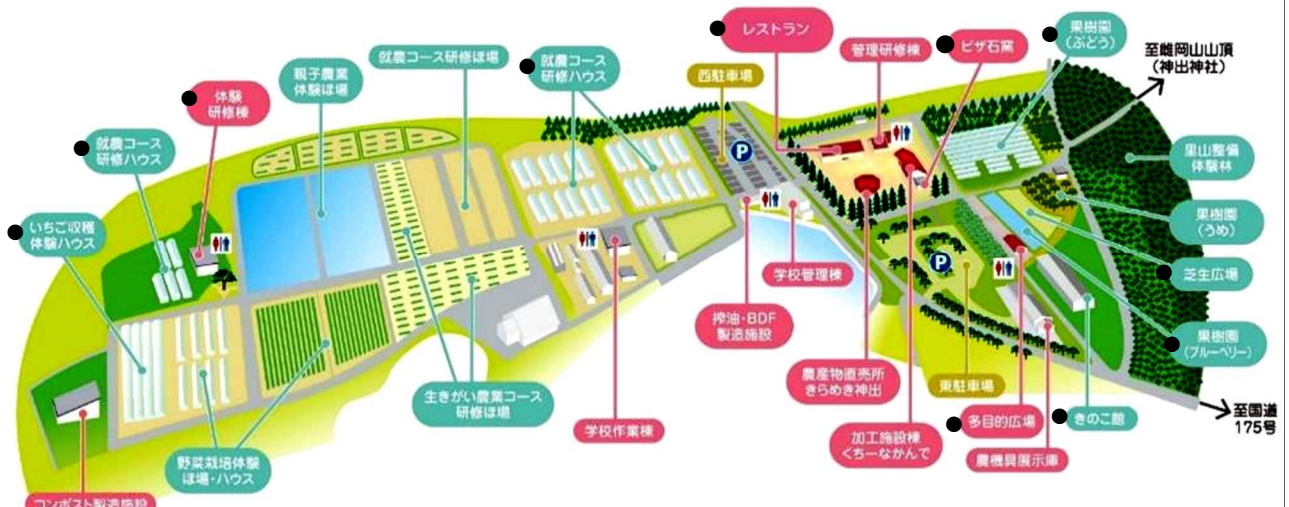 レストラン
管理研修棟
ピザ石窯
果樹園
(ぶどう)
至雌岡山山頂
(神出神社)
就農コース研修ほ場
就農コース
研修ハウス
西駐車場
親子農業
体験ほ場
体験
研修棟
就農コース
研修ハウス
いちご収穫
体験ハウス
里山整備
体験林
果樹園
(うめ)
芝生広場
果樹園
(ブルーベリー)
P
P
学校管理棟
搾油・BDF
製造施設
農産物直売所
きらめき神出
東駐車場
加工施設棟
くちーなかんで
多目的広場
きのこ館
農機具展示庫
至国道
175号
生きがい農業コース
研修ほ場
学校作業棟
野菜栽培体験
ほ場・ハウス
コンポスト製造施設